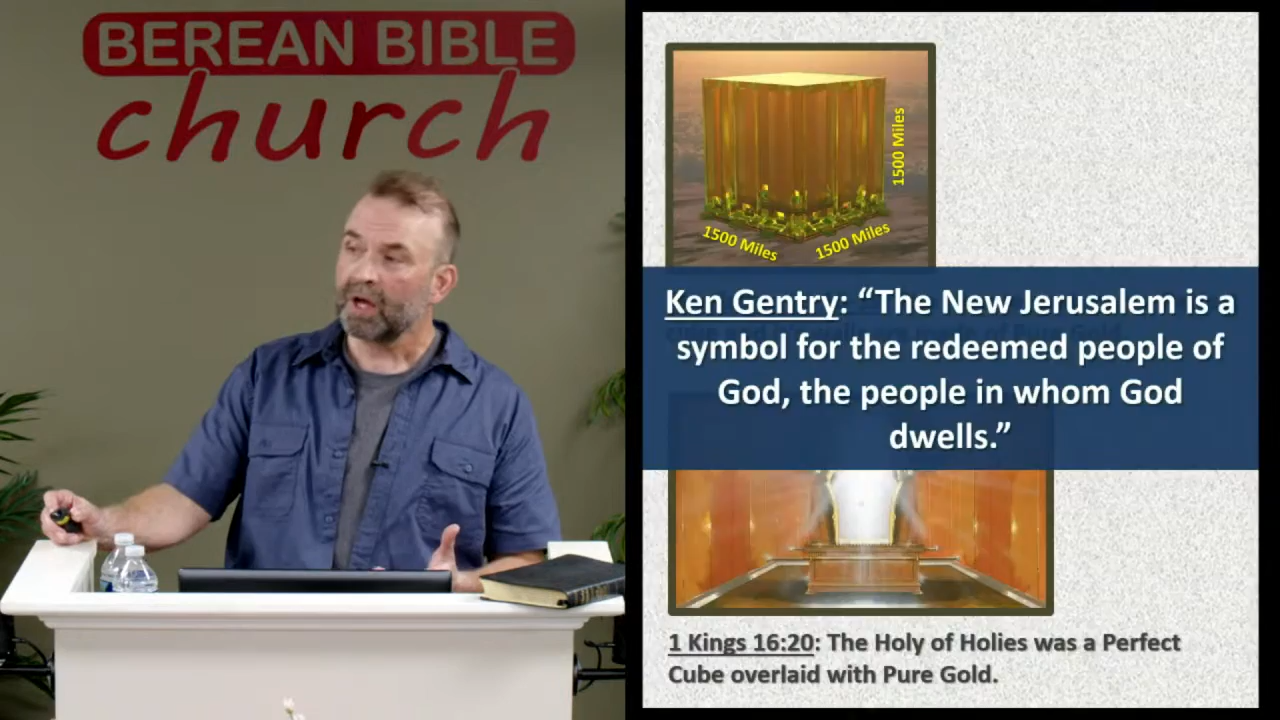 BEREAN BIBLE
church
1500 Miles
1500 Miles
1500 Miles
Ken Gentry: “The New Jerusalem is a
symbol for the redeemed people of
God, the people in whom God
dwells.”
1 Kings 16:20: The Holy of Holies was a Perfect
Cube overlaid with Pure Gold.